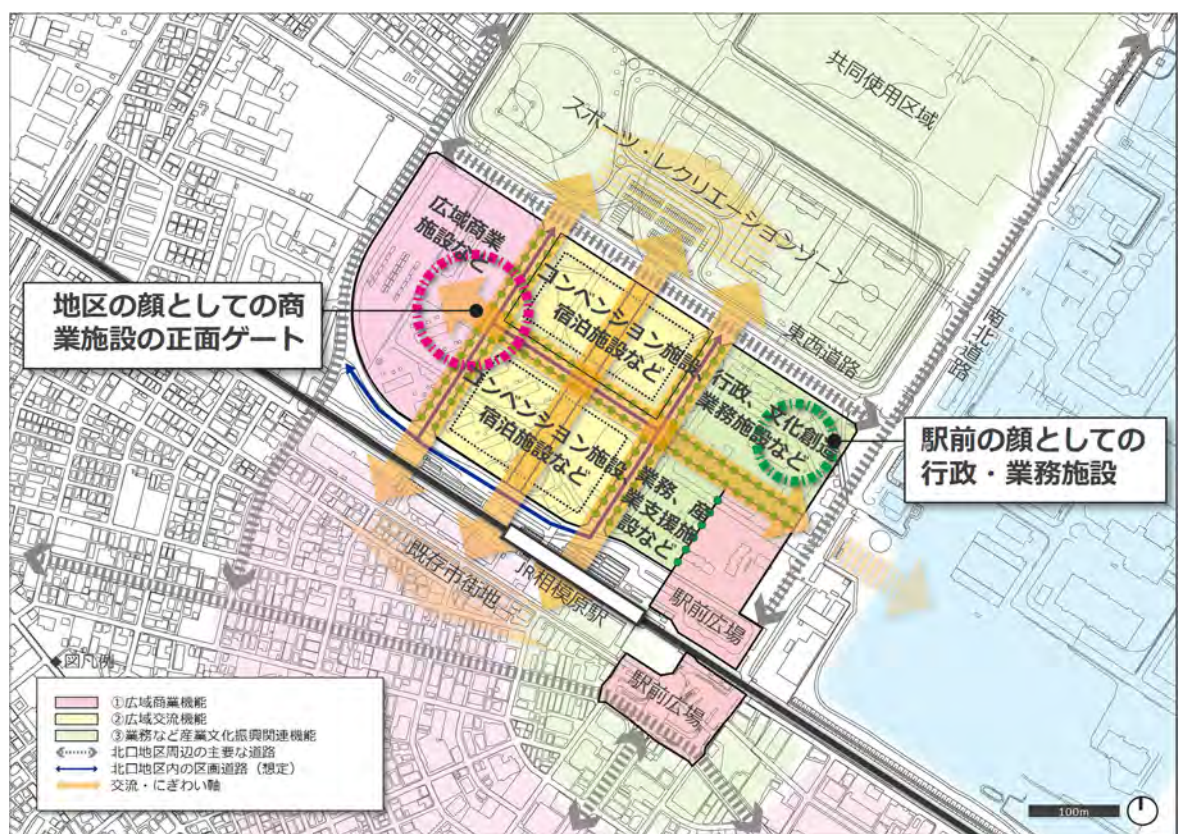 共同使用区域
スポーツ・レクリエーションゾーン
広域商業
施設など
地区の顔としての商
業施設の正面ゲート
コンベンション施設
宿泊施設など
東西道路
南北道路
行政、文化創造
業務施設など
コンベンション施設
宿泊施設など
駅前の顔としての
行政・業務施設
業務、産
業支援施
設など
既存市街地
JR相模原駅
駅前広場
駅前広場
◆図凡例
①広域商業機能
②広域交流機能
③業務など産業文化振興関連機能
北口地区周辺の主要な道路
北口地区内の区画道路（想定）
交流・にぎわい軸
100m